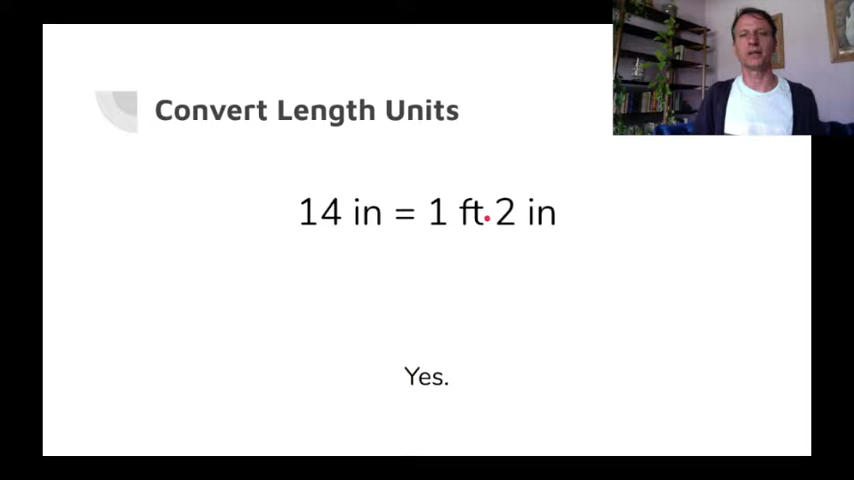 Convert Length Units
14 in = 1 ft 2 in
Yes.